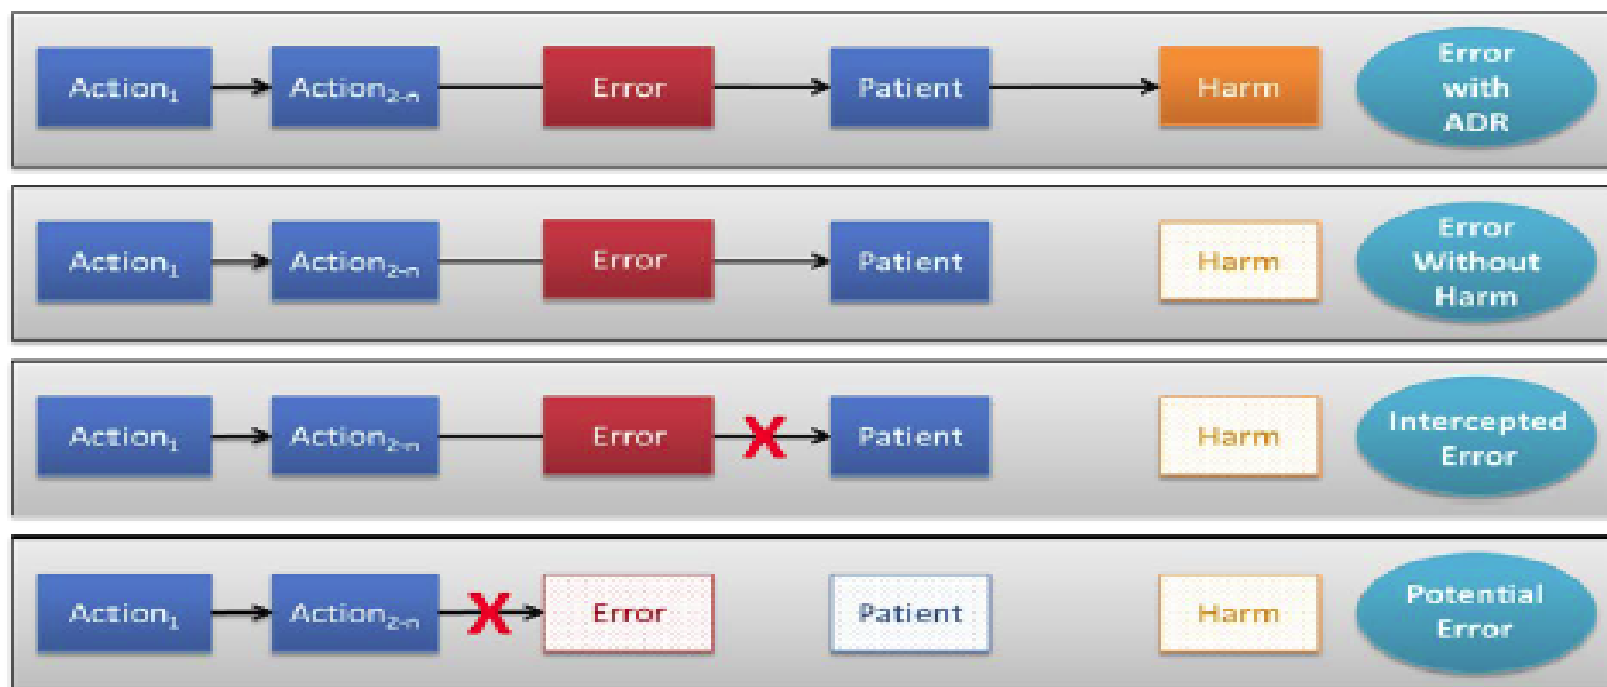 Action₁ Action₂₋ₙ Error Patient Harm Error
with
ADR
Action₁ Action₂₋ₙ Error Patient Harm Error
Without
Harm
Action₁ Action₂₋ₙ Error X Patient Harm Intercepted
Error
Action₁ Action₂₋ₙ X Error Patient Harm Potential
Error